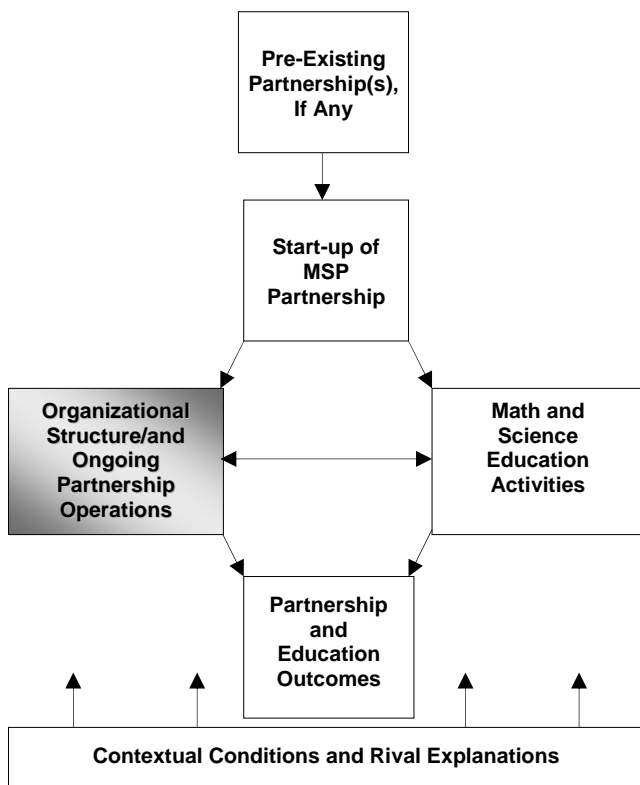 Pre-Existing
Partnership(s),
If Any
Start-up of
MSP
Partnership
Organizational
Structure/and
Ongoing
Partnership
Operations
Math and
Science
Education
Activities
Partnership
and
Education
Outcomes
Contextual Conditions and Rival Explanations